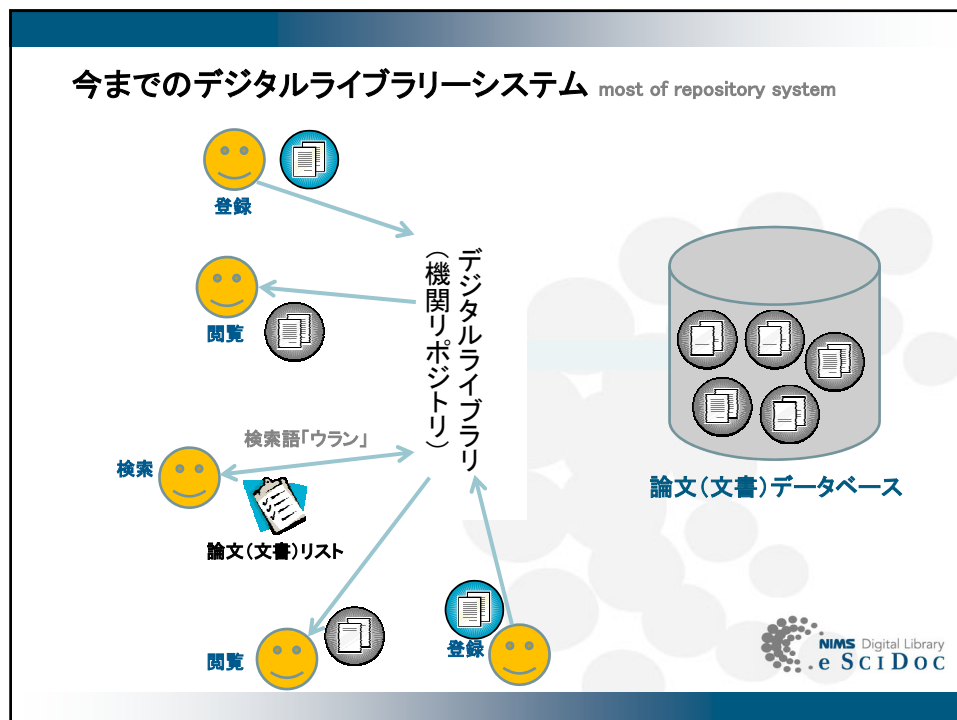 今までのデジタルライブラリーシステム most of repository system
登録
閲覧
デジタルライブラリ
（機関リポジトリ）
検索語「ウラン」
検索
論文（文書）リスト
論文（文書）データベース
閲覧
登録
NIMS Digital Library
e SciDoc